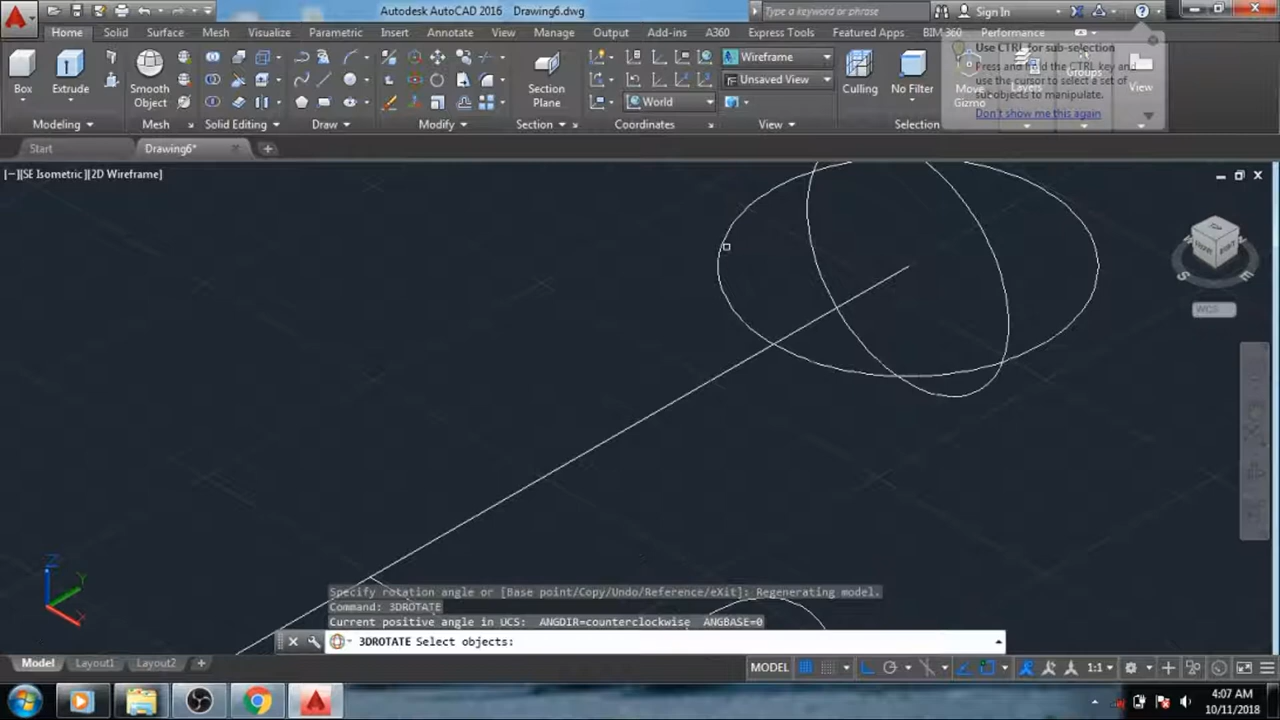 Autodesk AutoCAD 2016 Drawing6.dwg
Type a keyword or phrase
Sign In
Home Solid Surface Mesh Visualize Parametric Insert Annotate View Manage Output Add-ins A360 Express Tools Featured Apps BIM 360 Performance
Use CTRL for sub-selection
Press and hold the CTRL key and
use the cursor to select a set of
subobjects to manipulate.
Don't show me this again
Wireframe
Unsaved View
World
Box Extrude Smooth
Object
Section
Plane
Culling No Filter Move
Gizmo
Layers Groups View
Modeling Mesh Solid Editing Draw Modify Section Coordinates View Selection
Start Drawing6*
[−][SE Isometric][2D Wireframe]
S E
WCS
Z
Y
X
Specify rotation angle or [Base point/Copy/Undo/Reference/eXit]: Regenerating model.
Command: 3DROTATE
Current positive angle in UCS: ANGDIR=counterclockwise ANGBASE=0
3DROTATE Select objects:
Model Layout1 Layout2 +
MODEL 1:1
4:07 AM
10/11/2018